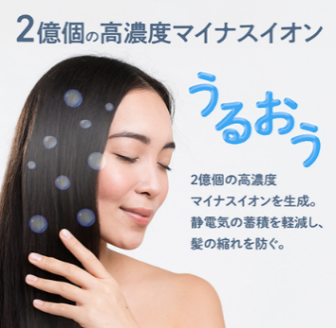 2億個の高濃度マイナスイオン
うるおう
2億個の高濃度
マイナスイオンを生成。
静電気の蓄積を軽減し、
髪の縮れを防ぐ。